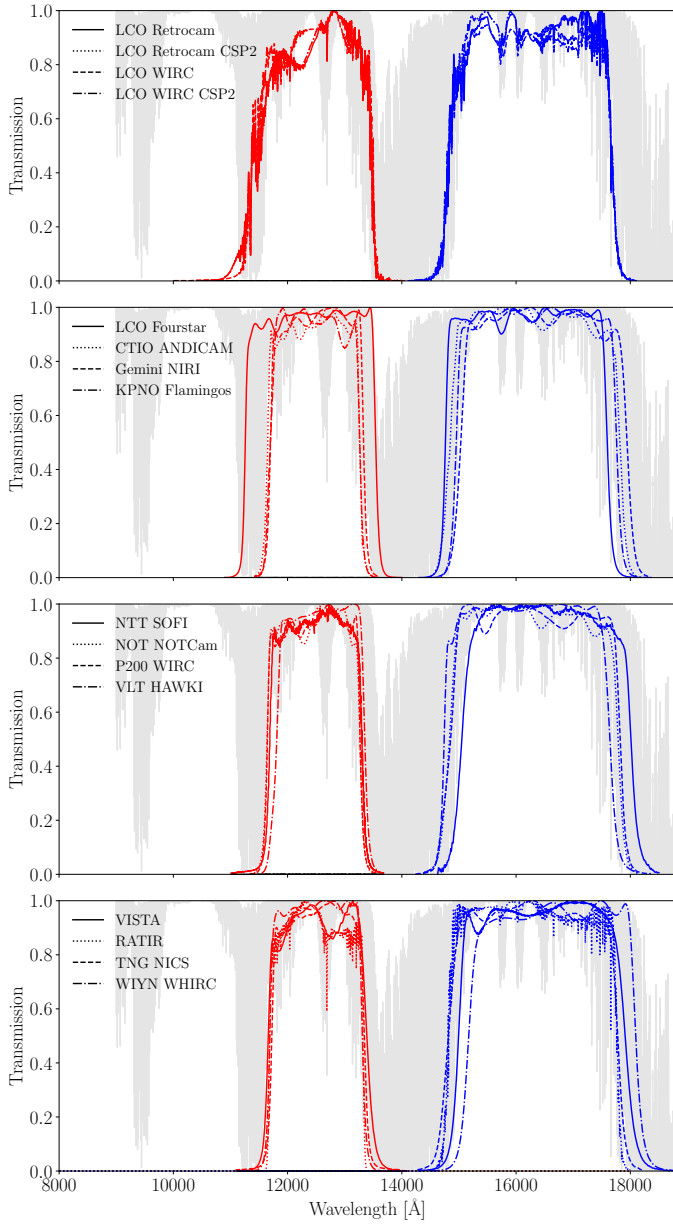 1.0
0.8
0.6
0.4
0.2
0.0
Transmission
LCO Retrocam
LCO Retrocam CSP2
LCO WIRC
LCO WIRC CSP2
1.0
0.8
0.6
0.4
0.2
0.0
Transmission
LCO Fourstar
CTIO ANDICAM
Gemini NIRI
KPNO Flamingos
1.0
0.8
0.6
0.4
0.2
0.0
Transmission
NTT SOFI
NOT NOTCam
P200 WIRC
VLT HAWKI
1.0
0.8
0.6
0.4
0.2
0.0
Transmission
VISTA
RATIR
TNG NICS
WIYN WHIRC
8000 10000 12000 14000 16000 18000
Wavelength [Å]